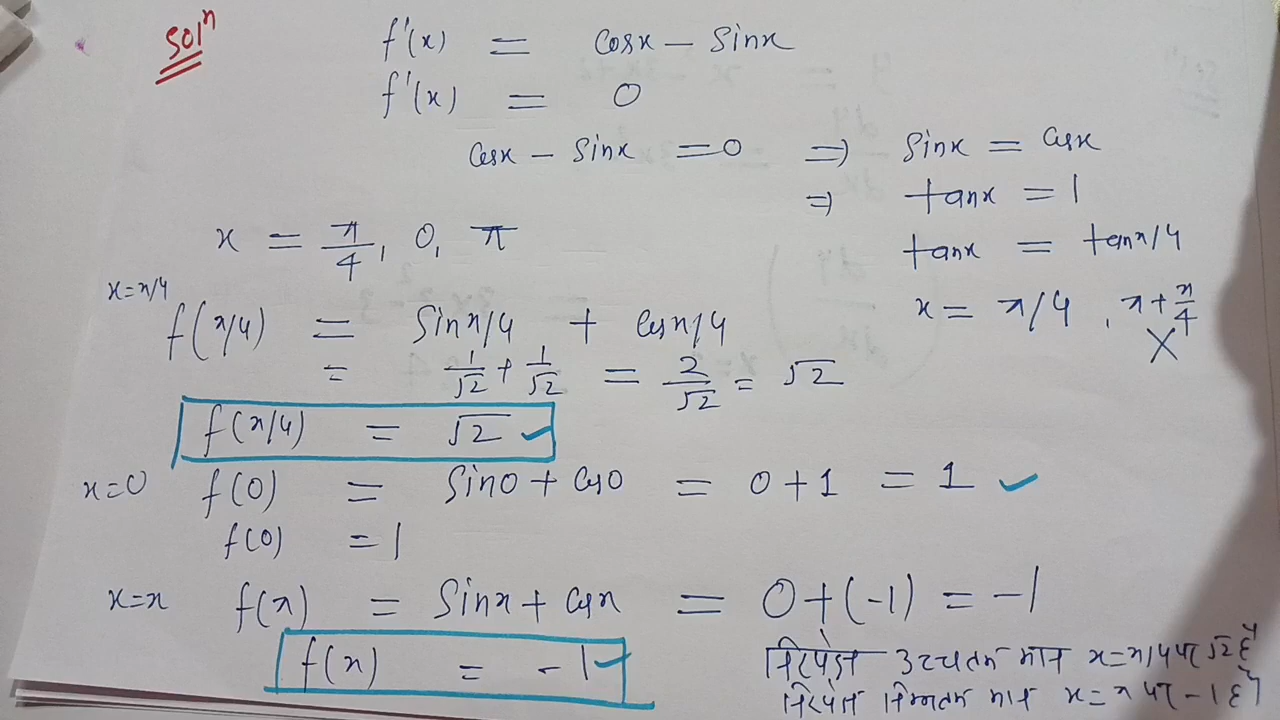 Solⁿ
f'(x) = cosx − sinx
f'(x) = 0
cosx − sinx = 0 ⇒ sinx = cosx
⇒ tanx = 1
x = π/4, 0, π
tanx = tanπ/4
x = π/4, π + π/4
X
x=π/4
f(π/4) = sinπ/4 + cosπ/4
= 1/√2 + 1/√2 = 2/√2 = √2
f(π/4) = √2 ✓
x=0 f(0) = sin0 + cos0 = 0+1 = 1 ✓
f(0) = 1
x=π f(π) = sinπ + cosπ = 0+(-1) = -1
f(π) = -1 ✓
निरपेक्ष उच्चतम मान x=π/4 पर √2 है
निरपेक्ष निम्नतम मान x=π पर -1 है